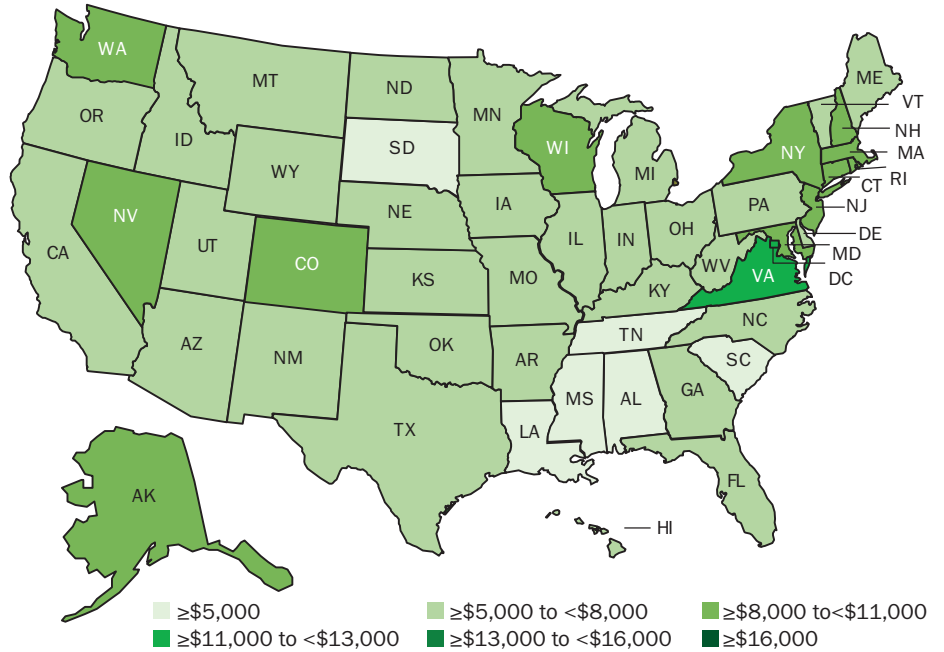 WA
MT
ND
MN
ME
VT
OR
ID
SD
WI
NY
NH
MA
RI
CT
WY
MI
NJ
NV
NE
IA
PA
CA
UT
CO
IL
IN
OH
DE
MD
DC
KS
MO
WV
VA
KY
AZ
NM
OK
AR
TN
NC
SC
MS
AL
GA
TX
LA
FL
AK
HI
≥$5,000
≥$5,000 to <$8,000
≥$8,000 to<$11,000
≥$11,000 to <$13,000
≥$13,000 to <$16,000
≥$16,000